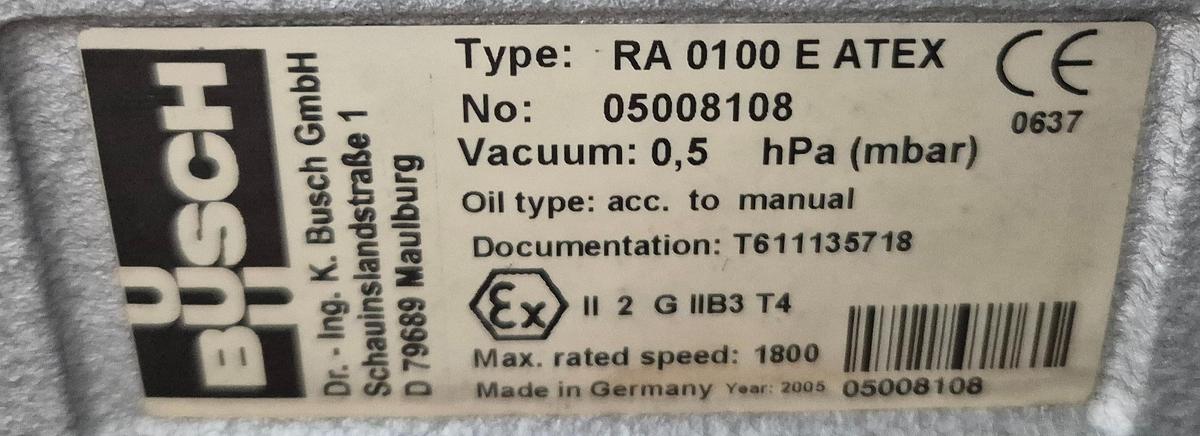 BUSCH
Dr. - Ing. K. Busch GmbH
Schauinslandstraße 1
D 79689 Maulburg
Type: RA 0100 E ATEX
No: 05008108
Vacuum: 0,5 hPa (mbar)
Oil type: acc. to manual
Documentation: T611135718
Ex II 2 G IIB3 T4
Max. rated speed: 1800
Made in Germany Year: 2005
CE
0637
05008108